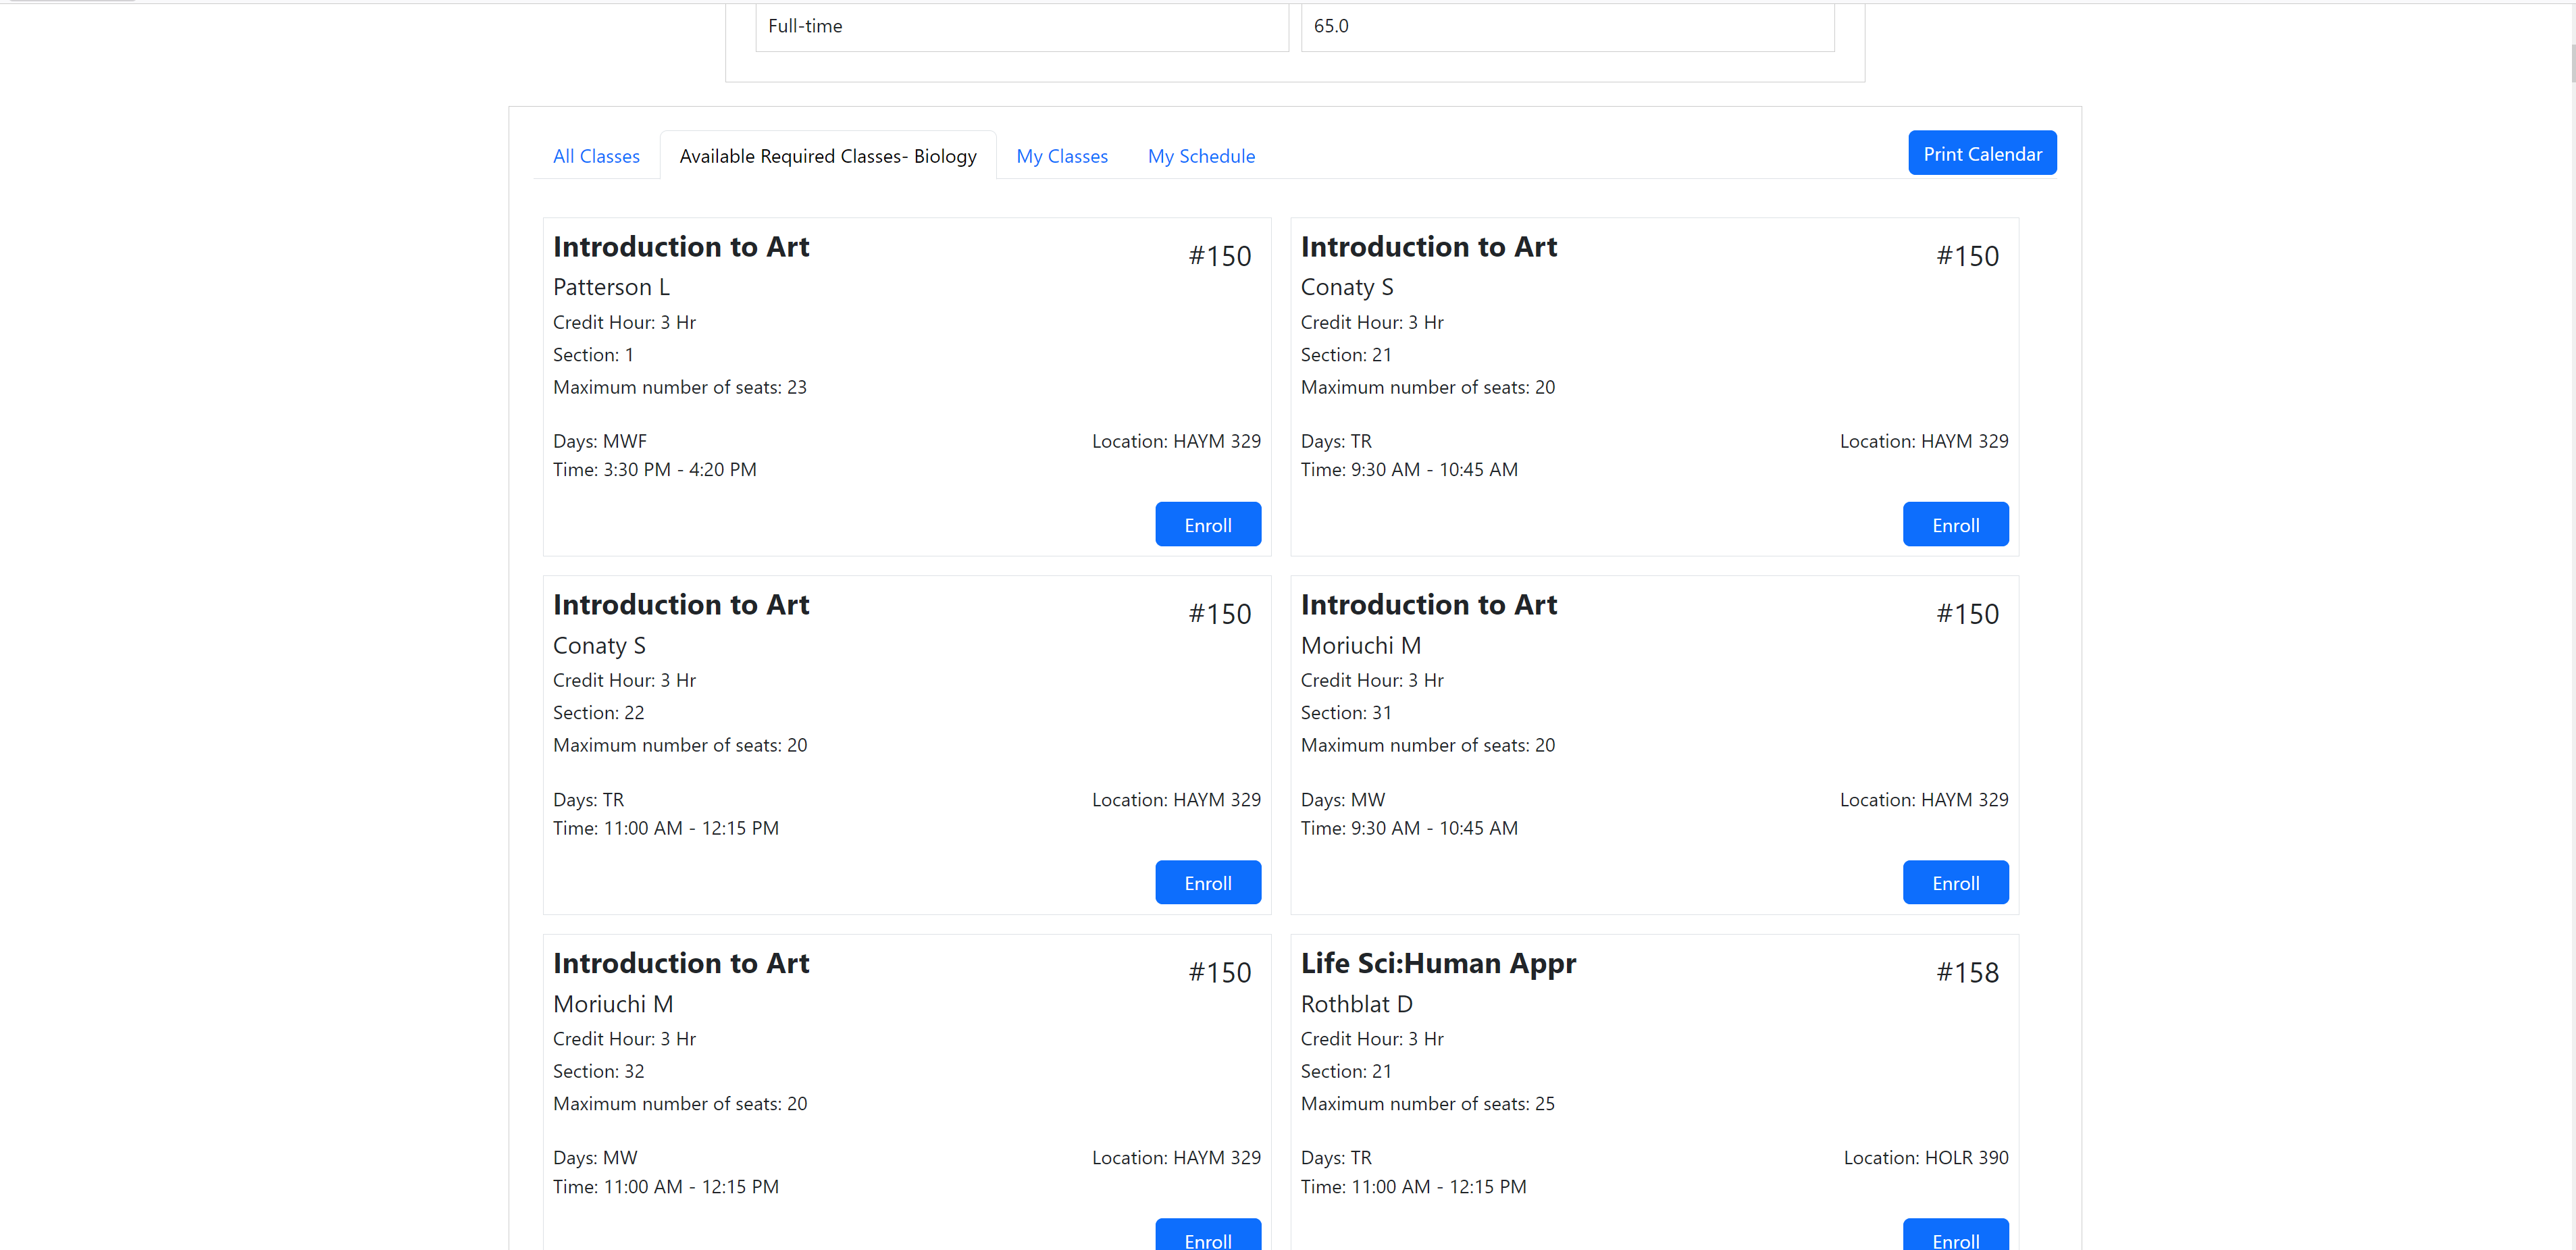 Full-time
65.0
All Classes
Available Required Classes- Biology
My Classes
My Schedule
Print Calendar
Introduction to Art
#150
Patterson L
Credit Hour: 3 Hr
Section: 1
Maximum number of seats: 23
Days: MWF
Location: HAYM 329
Time: 3:30 PM - 4:20 PM
Enroll
Introduction to Art
#150
Conaty S
Credit Hour: 3 Hr
Section: 21
Maximum number of seats: 20
Days: TR
Location: HAYM 329
Time: 9:30 AM - 10:45 AM
Enroll
Introduction to Art
#150
Conaty S
Credit Hour: 3 Hr
Section: 22
Maximum number of seats: 20
Days: TR
Location: HAYM 329
Time: 11:00 AM - 12:15 PM
Enroll
Introduction to Art
#150
Moriuchi M
Credit Hour: 3 Hr
Section: 31
Maximum number of seats: 20
Days: MW
Location: HAYM 329
Time: 9:30 AM - 10:45 AM
Enroll
Introduction to Art
#150
Moriuchi M
Credit Hour: 3 Hr
Section: 32
Maximum number of seats: 20
Days: MW
Location: HAYM 329
Time: 11:00 AM - 12:15 PM
Enroll
Life Sci:Human Appr
#158
Rothblat D
Credit Hour: 3 Hr
Section: 21
Maximum number of seats: 25
Days: TR
Location: HOLR 390
Time: 11:00 AM - 12:15 PM
Enroll